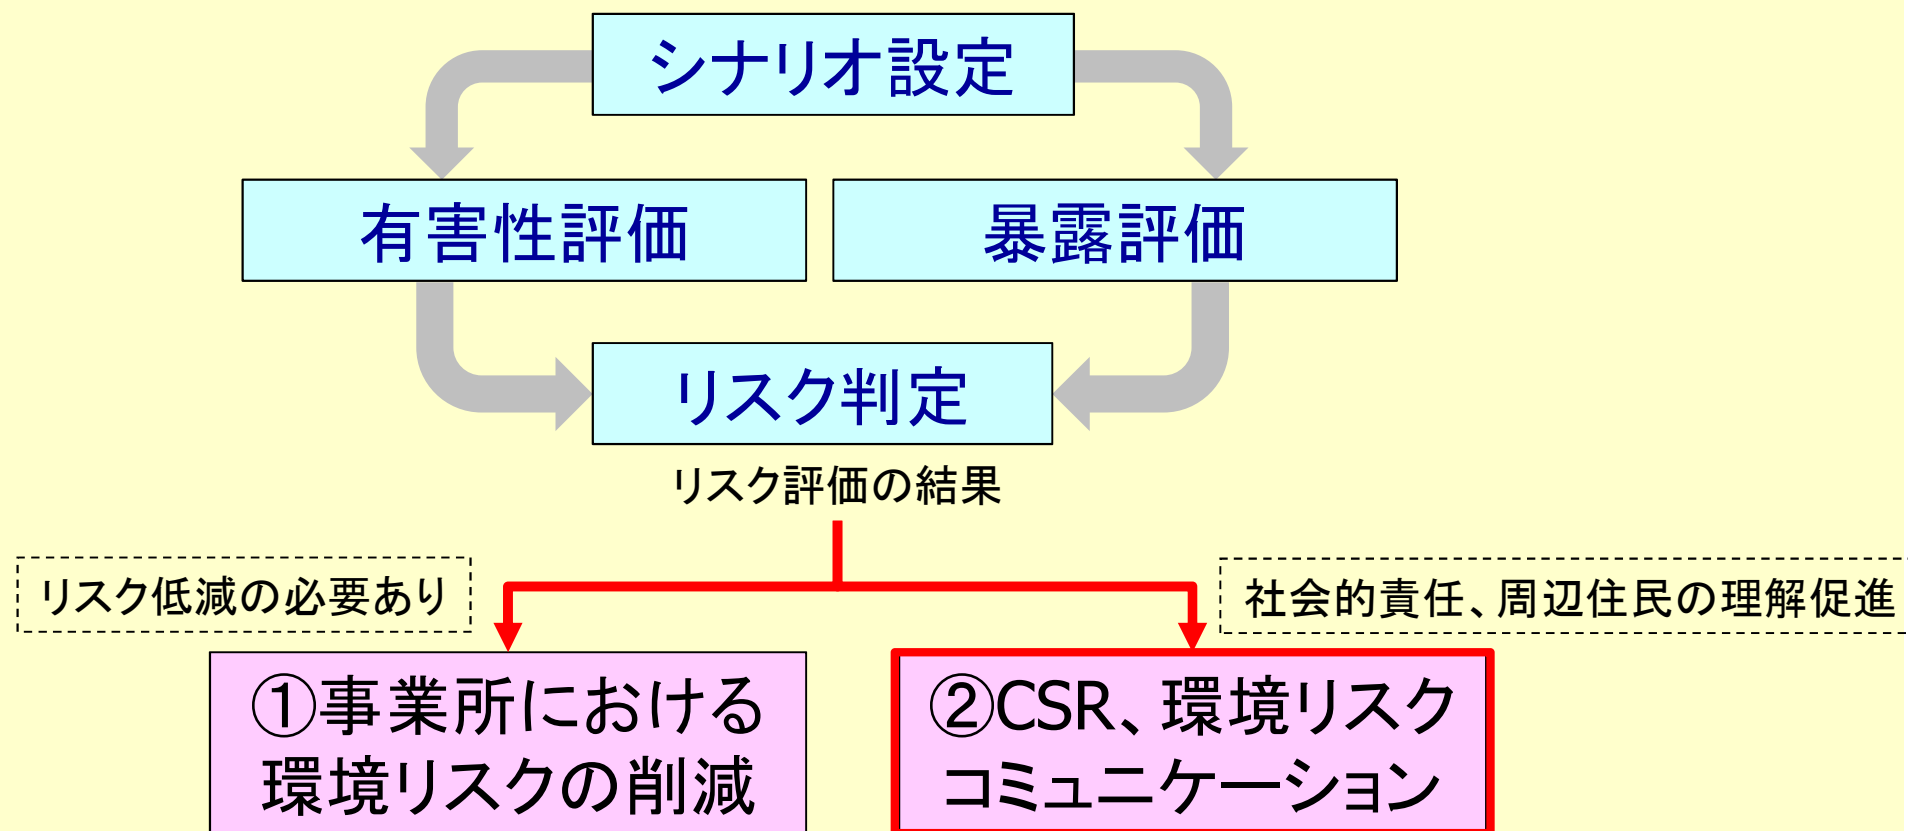 シナリオ設定
有害性評価
暴露評価
リスク判定
リスク評価の結果
リスク低減の必要あり
社会的責任、周辺住民の理解促進
①事業所における
環境リスクの削減
②CSR、環境リスク
コミュニケーション